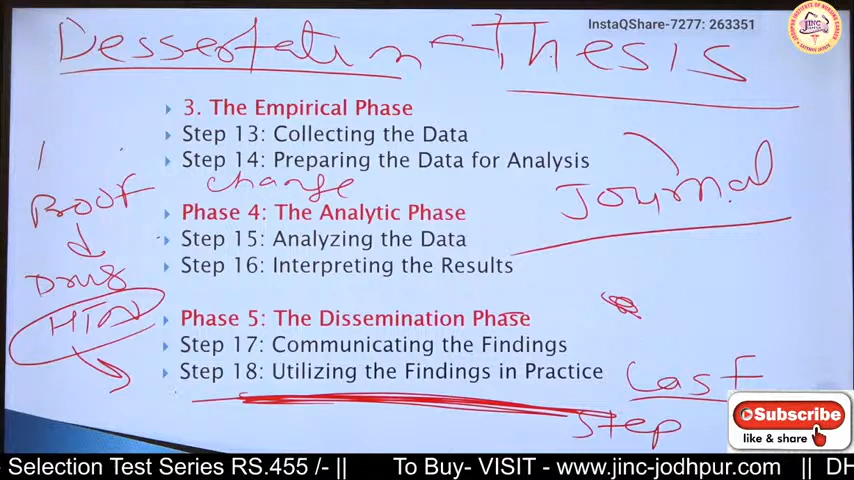 InstaQShare-7277: 263351
JINC
Dessertation - Thesis
3. The Empirical Phase
Step 13: Collecting the Data
Step 14: Preparing the Data for Analysis
change
Journal
Proof
Phase 4: The Analytic Phase
Step 15: Analyzing the Data
Step 16: Interpreting the Results
Drug
HTN
Phase 5: The Dissemination Phase
Step 17: Communicating the Findings
Step 18: Utilizing the Findings in Practice
Last
step
Subscribe
like & share
Selection Test Series RS.455 /- || To Buy- VISIT - www.jinc-jodhpur.com || DH